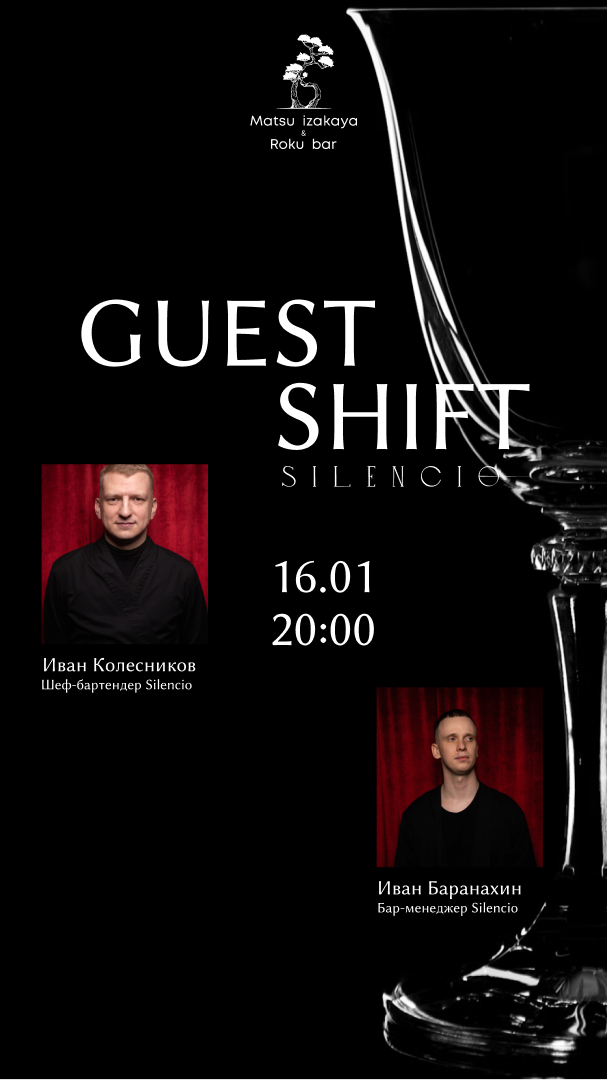 Matsu izakaya
&
Roku bar
GUEST
SHIFT
SILENCIO
16.01
20:00
Иван Колесников
Шеф-бартендер Silencio
Иван Баранахин
Бар-менеджер Silencio